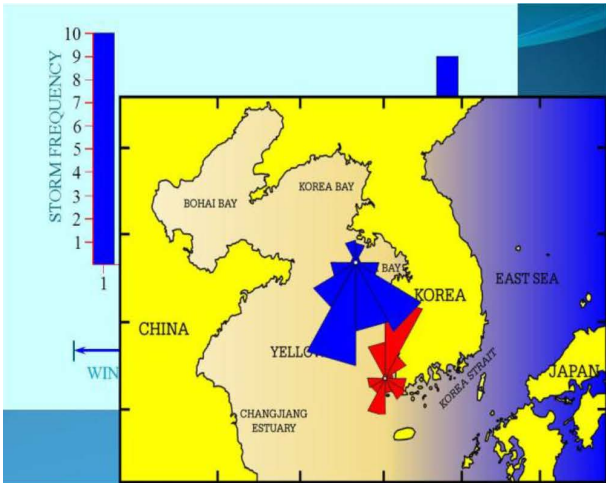 STORM FREQUENCY
10
9
8
7
6
5
4
3
2
1
1
WIN
BOHAI BAY
KOREA BAY
BAY
KOREA
EAST SEA
CHINA
YELLO
KOREA STRAIT
JAPAN
CHANGJIANG
ESTUARY